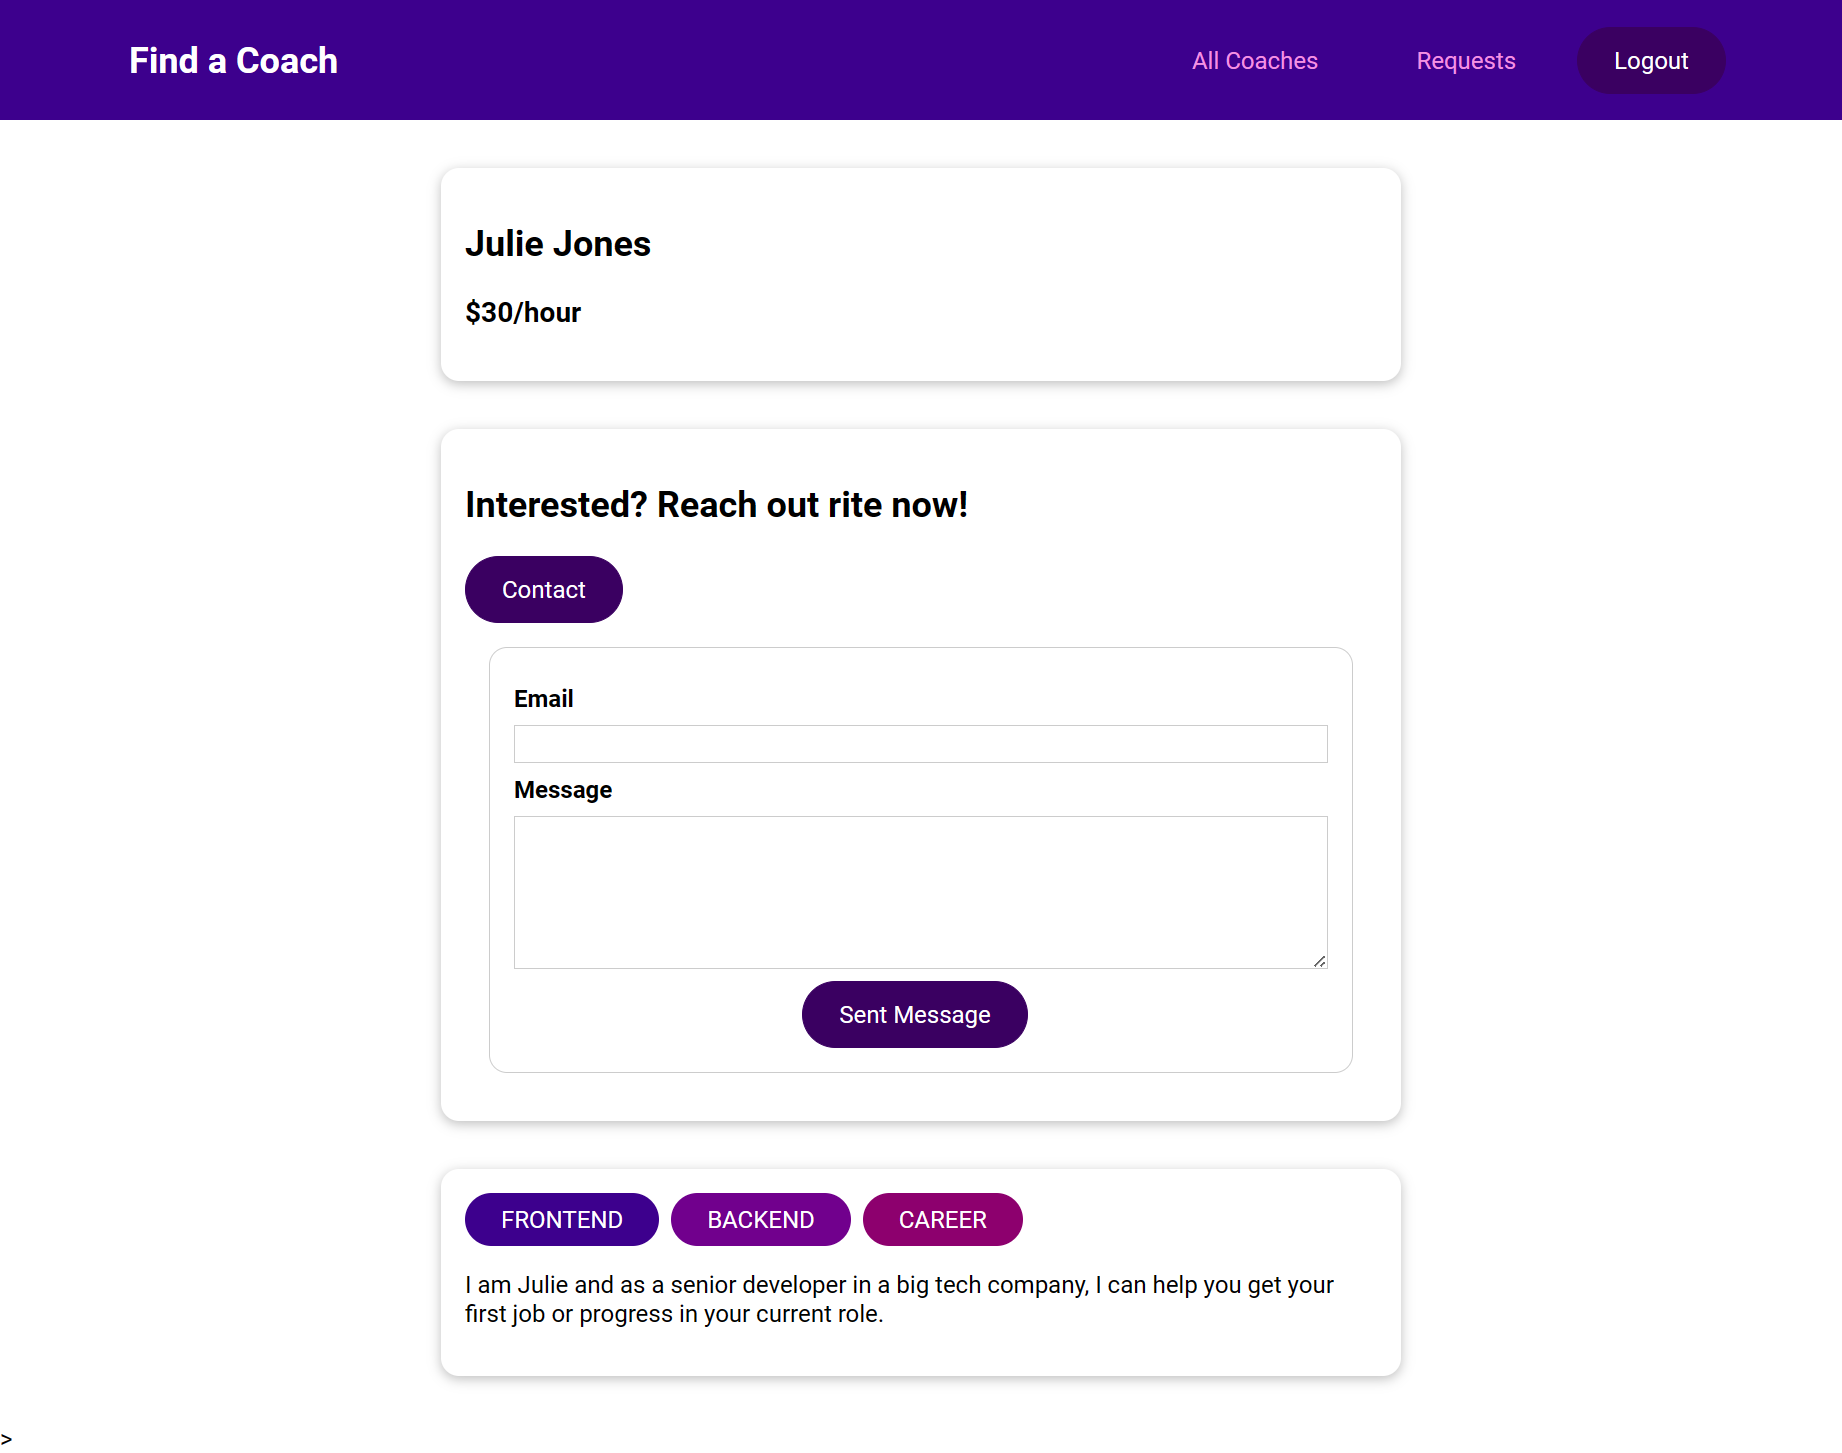 Find a Coach
All Coaches
Requests
Logout
Julie Jones
$30/hour
Interested? Reach out rite now!
Contact
Email
Message
Sent Message
FRONTEND
BACKEND
CAREER
I am Julie and as a senior developer in a big tech company, I can help you get your
first job or progress in your current role.
>